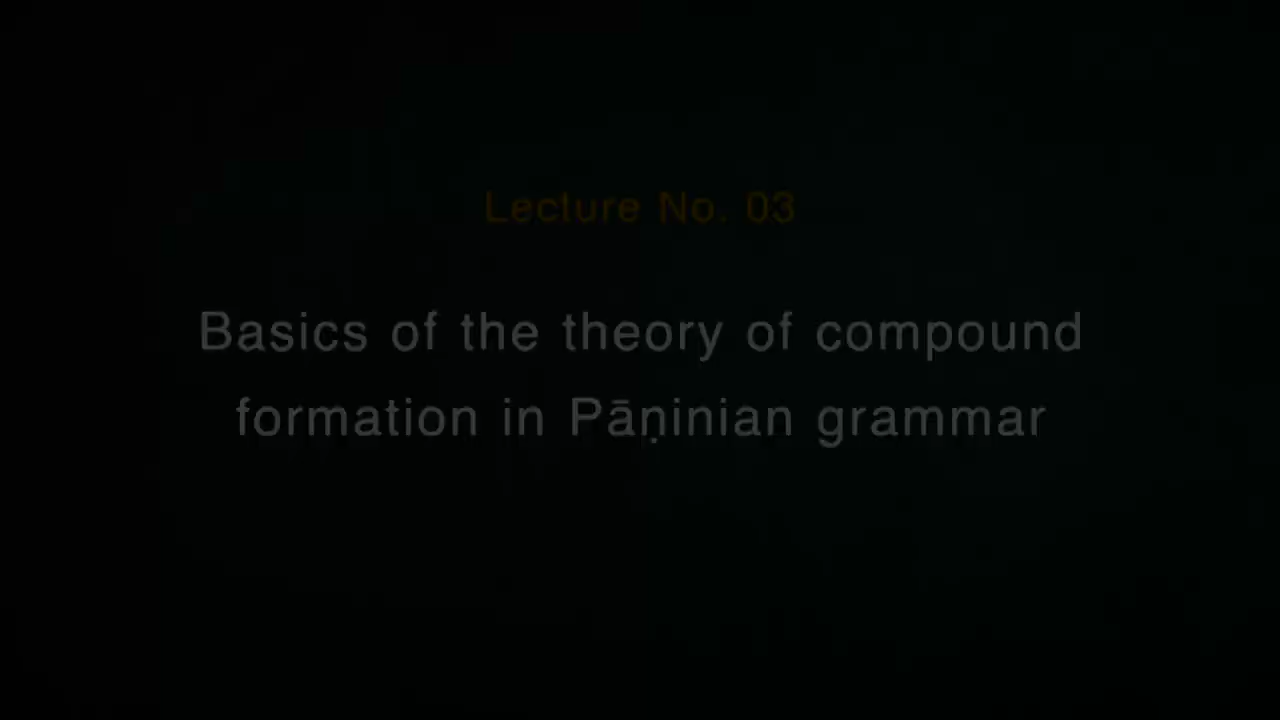 Lecture No. 03
Basics of the theory of compound
formation in Pāṇinian grammar